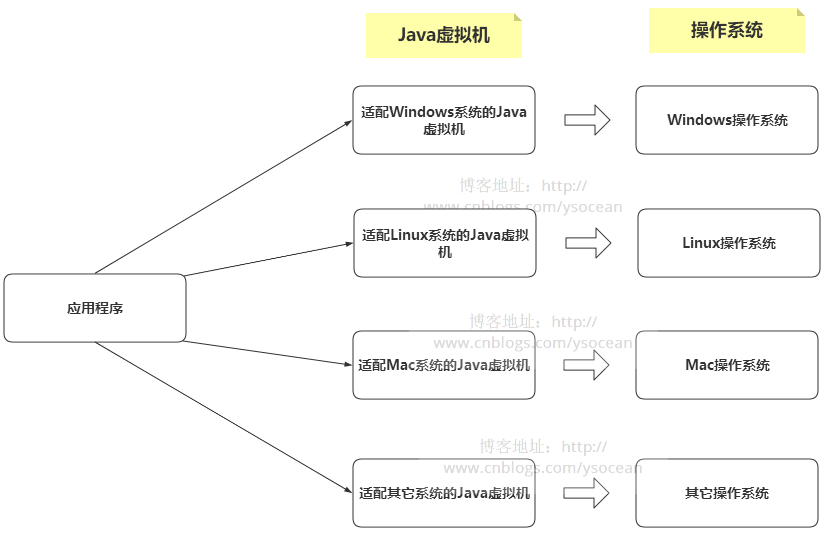 Java虚拟机
操作系统
适配Windows系统的Java
虚拟机
Windows操作系统
博客地址：http://
www.cnblogs.com/ysocean
适配Linux系统的Java虚拟
机
Linux操作系统
应用程序
博客地址：http://
www.cnblogs.com/ysocean
适配Mac系统的Java虚拟机
Mac操作系统
博客地址：http://
www.cnblogs.com/ysocean
适配其它系统的Java虚拟机
其它操作系统